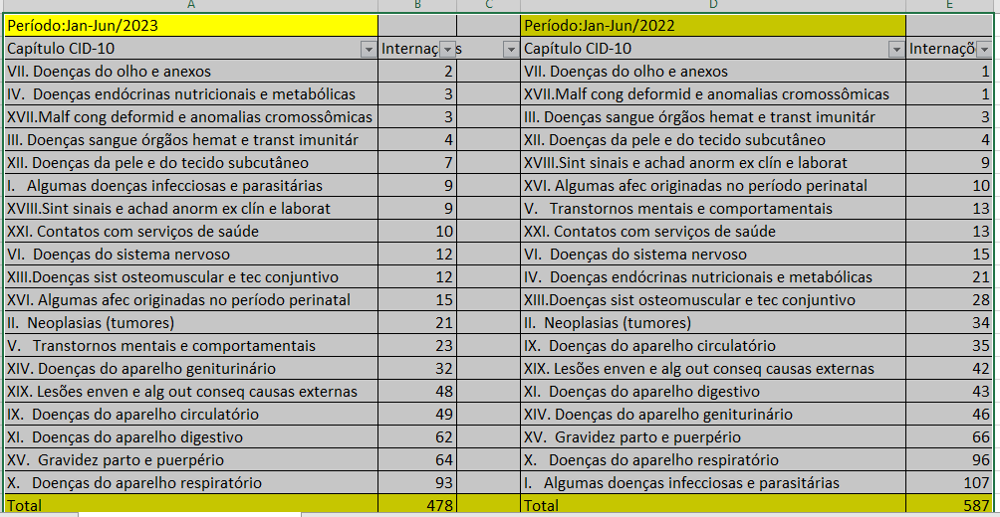 A B C D E
Período:Jan-Jun/2023 Período:Jan-Jun/2022
Capítulo CID-10 Internaç s Capítulo CID-10 Internaçõ
VII. Doenças do olho e anexos 2 VII. Doenças do olho e anexos 1
IV. Doenças endócrinas nutricionais e metabólicas 3 XVII.Malf cong deformid e anomalias cromossômicas 1
XVII.Malf cong deformid e anomalias cromossômicas 3 III. Doenças sangue órgãos hemat e transt imunitár 3
III. Doenças sangue órgãos hemat e transt imunitár 4 XII. Doenças da pele e do tecido subcutâneo 4
XII. Doenças da pele e do tecido subcutâneo 7 XVIII.Sint sinais e achad anorm ex clín e laborat 9
I. Algumas doenças infecciosas e parasitárias 9 XVI. Algumas afec originadas no período perinatal 10
XVIII.Sint sinais e achad anorm ex clín e laborat 9 V. Transtornos mentais e comportamentais 13
XXI. Contatos com serviços de saúde 10 XXI. Contatos com serviços de saúde 13
VI. Doenças do sistema nervoso 12 VI. Doenças do sistema nervoso 15
XIII.Doenças sist osteomuscular e tec conjuntivo 12 IV. Doenças endócrinas nutricionais e metabólicas 21
XVI. Algumas afec originadas no período perinatal 15 XIII.Doenças sist osteomuscular e tec conjuntivo 28
II. Neoplasias (tumores) 21 II. Neoplasias (tumores) 34
V. Transtornos mentais e comportamentais 23 IX. Doenças do aparelho circulatório 35
XIV. Doenças do aparelho geniturinário 32 XIX. Lesões enven e alg out conseq causas externas 42
XIX. Lesões enven e alg out conseq causas externas 48 XI. Doenças do aparelho digestivo 43
IX. Doenças do aparelho circulatório 49 XIV. Doenças do aparelho geniturinário 46
XI. Doenças do aparelho digestivo 62 XV. Gravidez parto e puerpério 66
XV. Gravidez parto e puerpério 64 X. Doenças do aparelho respiratório 96
X. Doenças do aparelho respiratório 93 I. Algumas doenças infecciosas e parasitárias 107
Total 478 Total 587